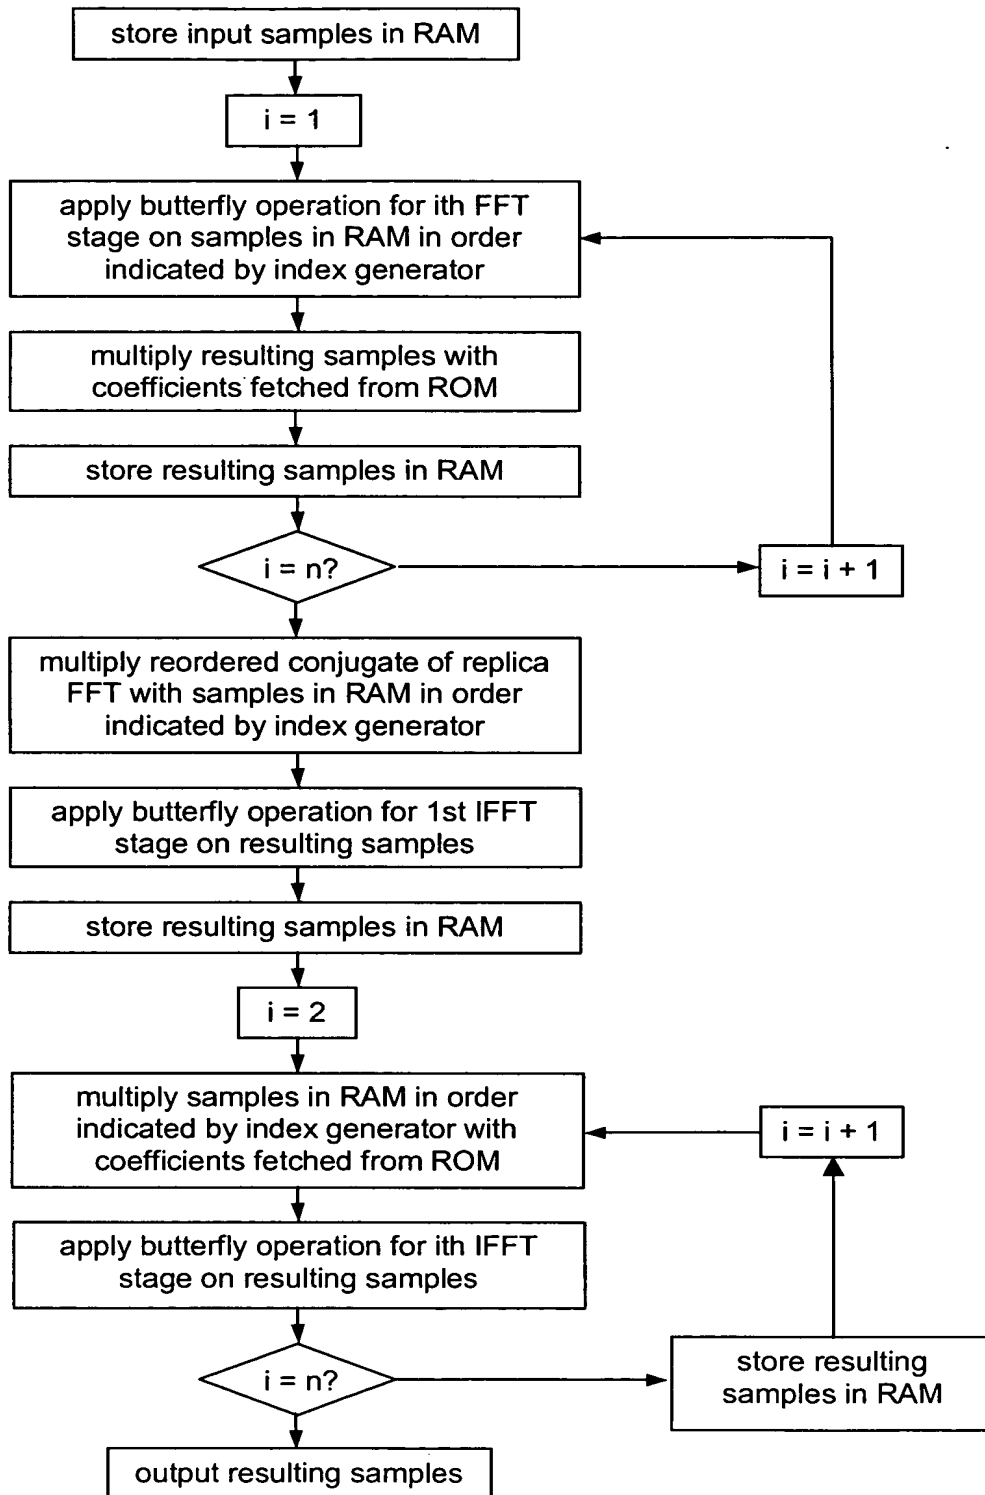 store input samples in RAM
i = 1
apply butterfly operation for ith FFT
stage on samples in RAM in order
indicated by index generator
multiply resulting samples with
coefficients fetched from ROM
store resulting samples in RAM
i = n?
i = i + 1
multiply reordered conjugate of replica
FFT with samples in RAM in order
indicated by index generator
apply butterfly operation for 1st IFFT
stage on resulting samples
store resulting samples in RAM
i = 2
multiply samples in RAM in order
indicated by index generator with
coefficients fetched from ROM
i = i + 1
apply butterfly operation for ith IFFT
stage on resulting samples
i = n?
store resulting
samples in RAM
output resulting samples